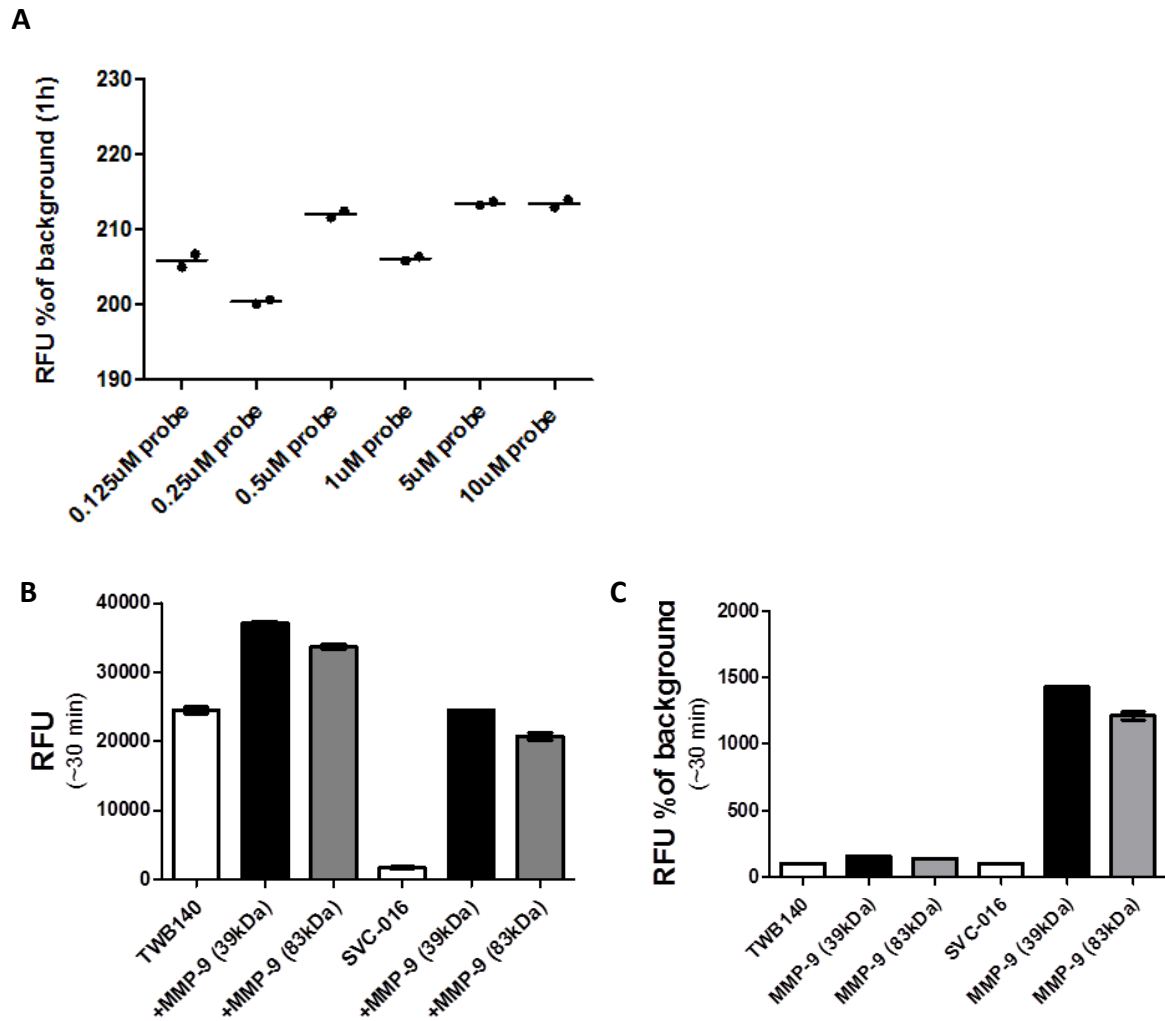 A
RFU %of background (1h)
230
220
210
200
190
0.125uM probe
0.25uM probe
0.5uM probe
1uM probe
5uM probe
10uM probe
B
RFU
(~30 min)
40000
30000
20000
10000
0
TWB140
+MMP-9 (39kDa)
+MMP-9 (83kDa)
SVC-016
+MMP-9 (39kDa)
+MMP-9 (83kDa)
C
RFU %of background
(~30 min)
2000
1500
1000
500
0
TWB140
MMP-9 (39kDa)
MMP-9 (83kDa)
SVC-016
MMP-9 (39kDa)
MMP-9 (83kDa)